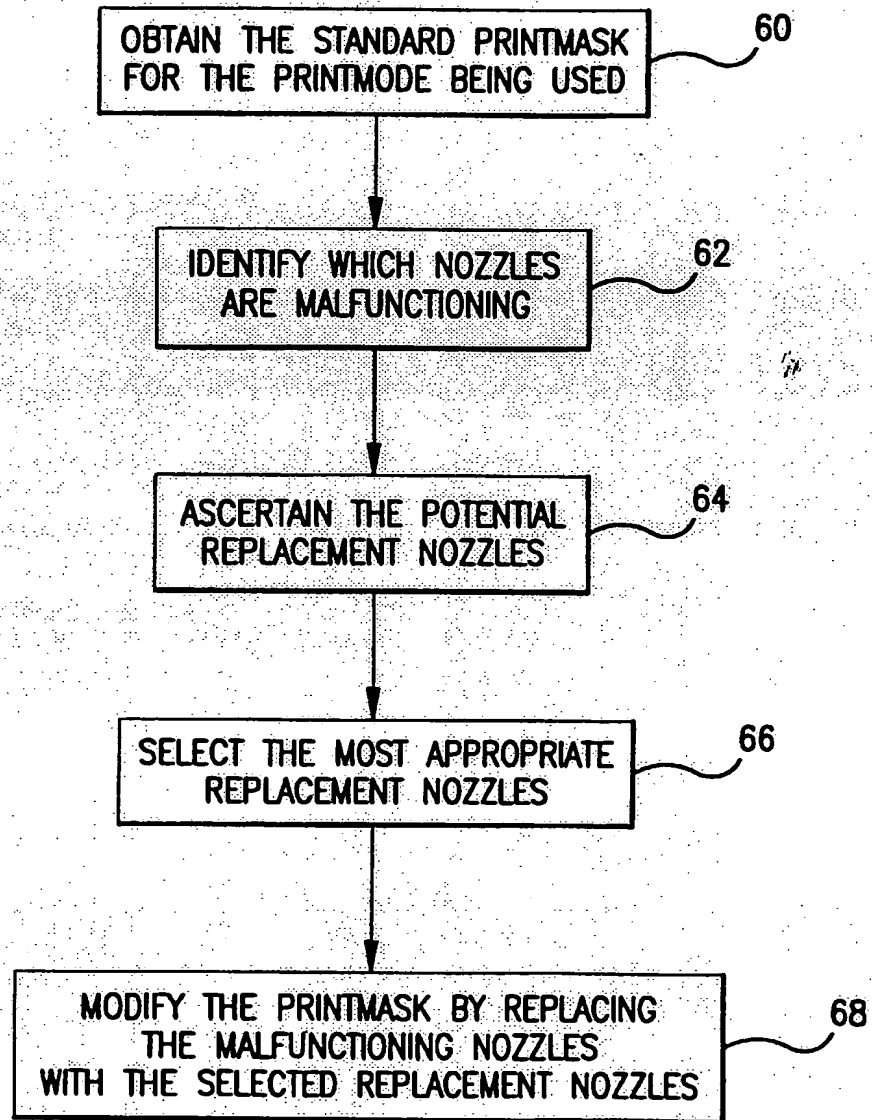 OBTAIN THE STANDARD PRINTMASK
FOR THE PRINTMODE BEING USED
60
IDENTIFY WHICH NOZZLES
ARE MALFUNCTIONING
62
ASCERTAIN THE POTENTIAL
REPLACEMENT NOZZLES
64
SELECT THE MOST APPROPRIATE
REPLACEMENT NOZZLES
66
MODIFY THE PRINTMASK BY REPLACING
THE MALFUNCTIONING NOZZLES
WITH THE SELECTED REPLACEMENT NOZZLES
68